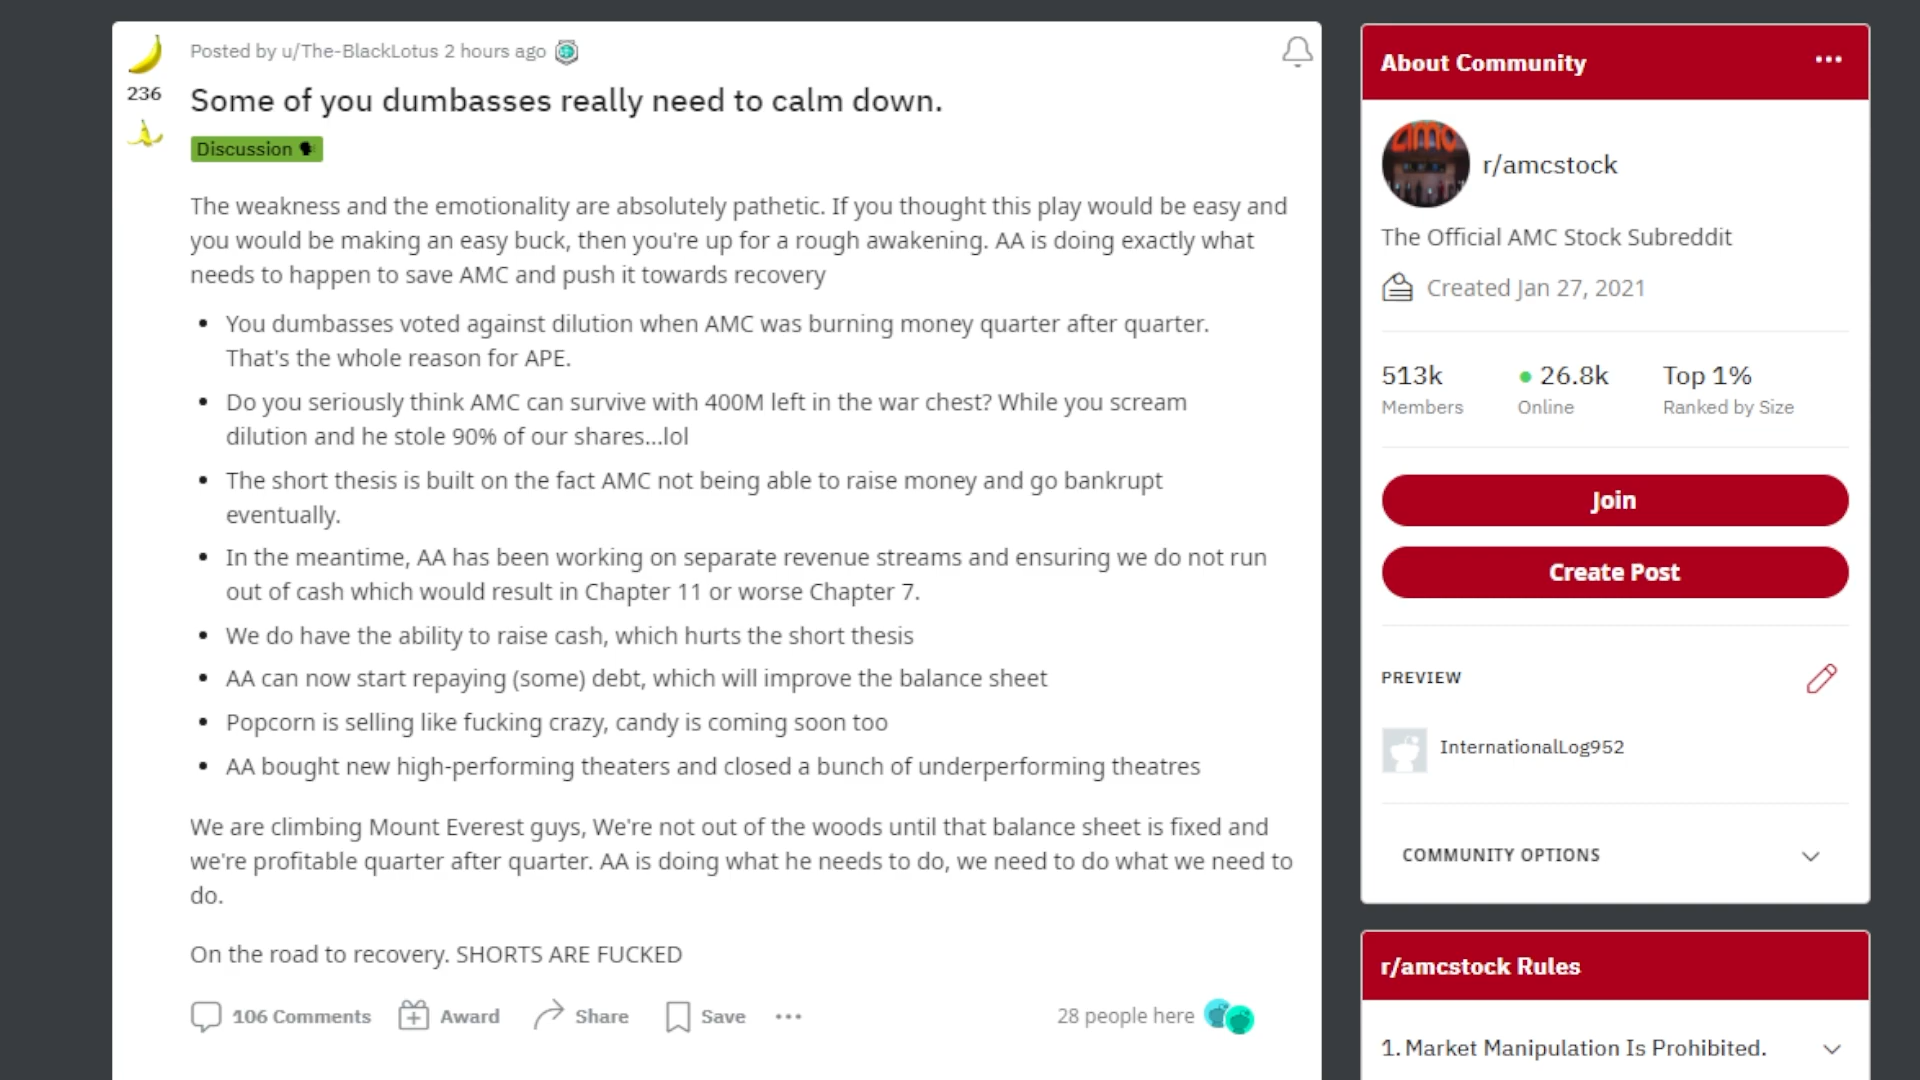 Posted by u/The-BlackLotus 2 hours ago
236
Some of you dumbasses really need to calm down.
Discussion
The weakness and the emotionality are absolutely pathetic. If you thought this play would be easy and
you would be making an easy buck, then you're up for a rough awakening. AA is doing exactly what
needs to happen to save AMC and push it towards recovery
• You dumbasses voted against dilution when AMC was burning money quarter after quarter.
That's the whole reason for APE.
• Do you seriously think AMC can survive with 400M left in the war chest? While you scream
dilution and he stole 90% of our shares...lol
• The short thesis is built on the fact AMC not being able to raise money and go bankrupt
eventually.
• In the meantime, AA has been working on separate revenue streams and ensuring we do not run
out of cash which would result in Chapter 11 or worse Chapter 7.
• We do have the ability to raise cash, which hurts the short thesis
• AA can now start repaying (some) debt, which will improve the balance sheet
• Popcorn is selling like fucking crazy, candy is coming soon too
• AA bought new high-performing theaters and closed a bunch of underperforming theatres
We are climbing Mount Everest guys, We're not out of the woods until that balance sheet is fixed and
we're profitable quarter after quarter. AA is doing what he needs to do, we need to do what we need to
do.
On the road to recovery. SHORTS ARE FUCKED
106 Comments Award Share Save
28 people here
About Community
amc
r/amcstock
The Official AMC Stock Subreddit
Created Jan 27, 2021
513k 26.8k Top 1%
Members Online Ranked by Size
Join
Create Post
PREVIEW
InternationalLog952
COMMUNITY OPTIONS
r/amcstock Rules
1. Market Manipulation Is Prohibited.